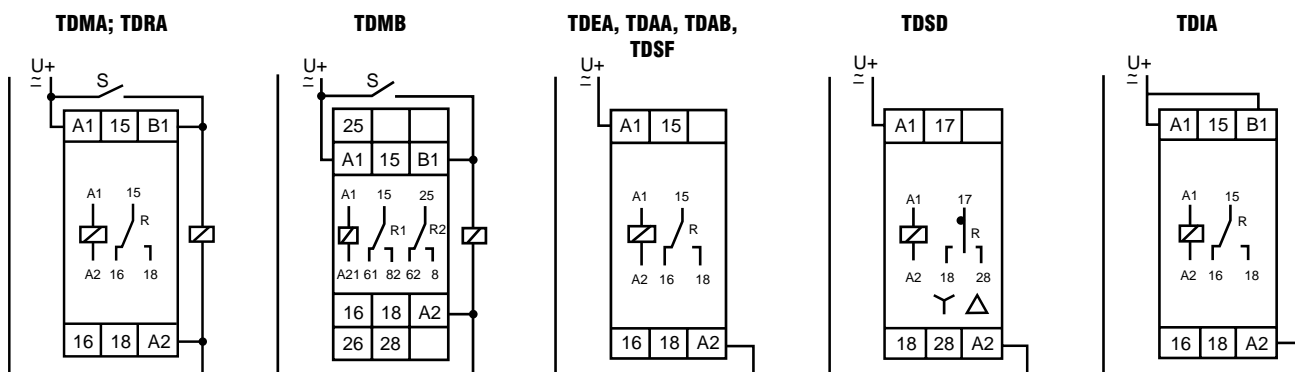 TDMA; TDRA
TDMB
TDEA, TDAA, TDAB,
TDSF
TDSD
TDIA
U+
≃
S
A1 15 B1
A1 15
R
A2 16 18
16 18 A2
U+
≃
S
25
A1 15 B1
A1 15 25
R1 R2
A21 61 82 62 8
16 18 A2
26 28
U+
≃
A1 15
A1 15
R
A2 16 18
16 18 A2
U+
≃
A1 17
A1 17
R
A2 18 28
18 28 A2
U+
≃
A1 15 B1
A1 15
R
A2 16 18
16 18 A2